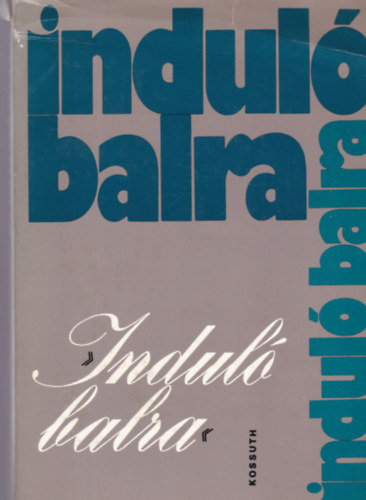 induló
balra
induló balra
»Induló
balra«
KOSSUTH